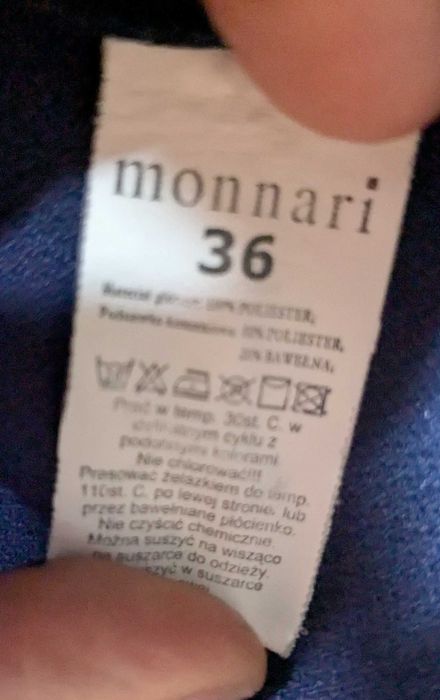 monnari
36
Materiał główny: 100% POLIESTER,
Podszewka kieszeniowa: 80% POLIESTER,
20% BAWEŁNA,
Prać w temp. 30st. C. w
delikatnym cyklu z
podobnymi kolorami.
Nie chlorować!!!
Prasować żelazkiem do temp.
110st. C. po lewej stronie, lub
przez bawełniane płócienko.
Nie czyścić chemicznie.
Można suszyć na wisząco
na suszarce do odzieży.
suszarce